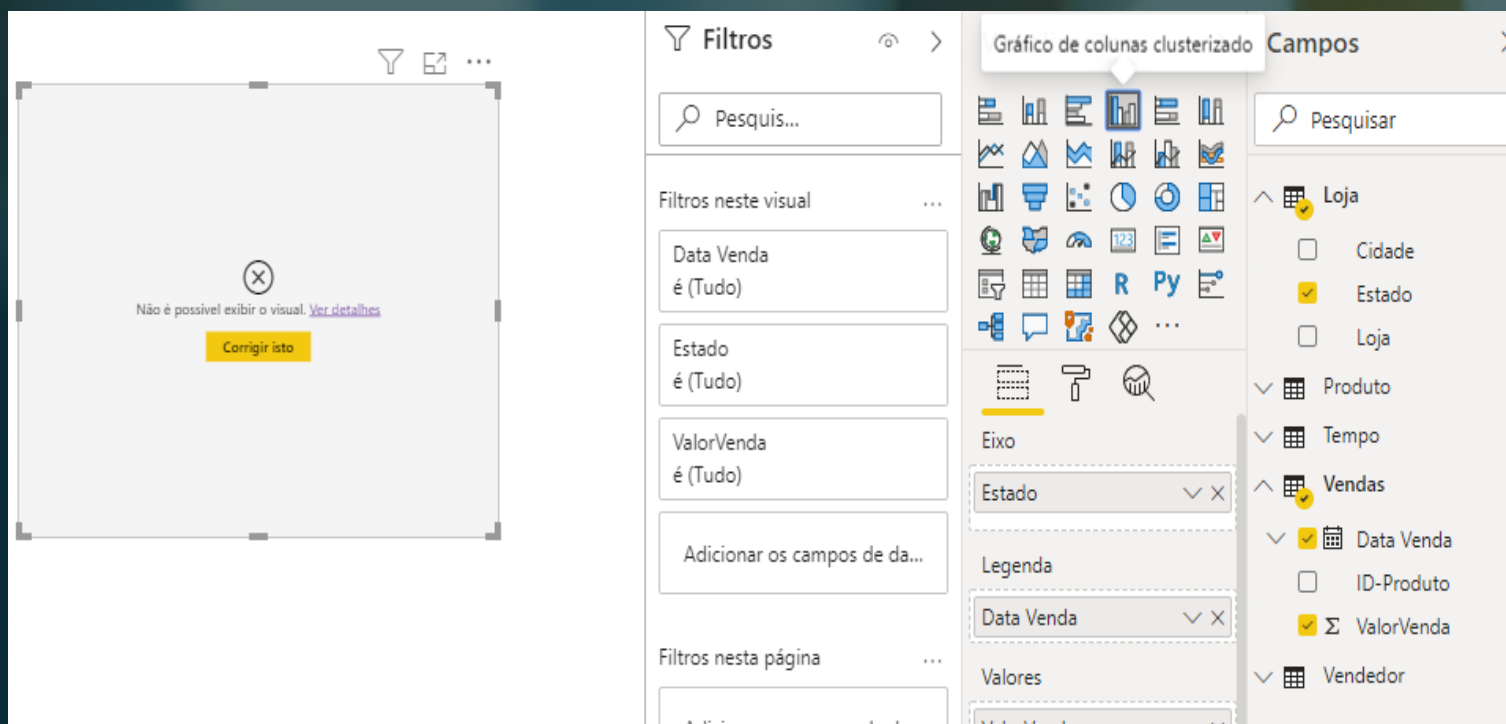 Não é possivel exibir o visual. Ver detalhes
Corrigir isto
Filtros
Pesquis...
Filtros neste visual
...
Data Venda
é (Tudo)
Estado
é (Tudo)
ValorVenda
é (Tudo)
Adicionar os campos de da...
Filtros nesta página
...
Gráfico de colunas clusterizado
123
R
Py
...
Eixo
Estado
Legenda
Data Venda
Valores
Campos
Pesquisar
Loja
Cidade
Estado
Loja
Produto
Tempo
Vendas
Data Venda
ID-Produto
Σ ValorVenda
Vendedor